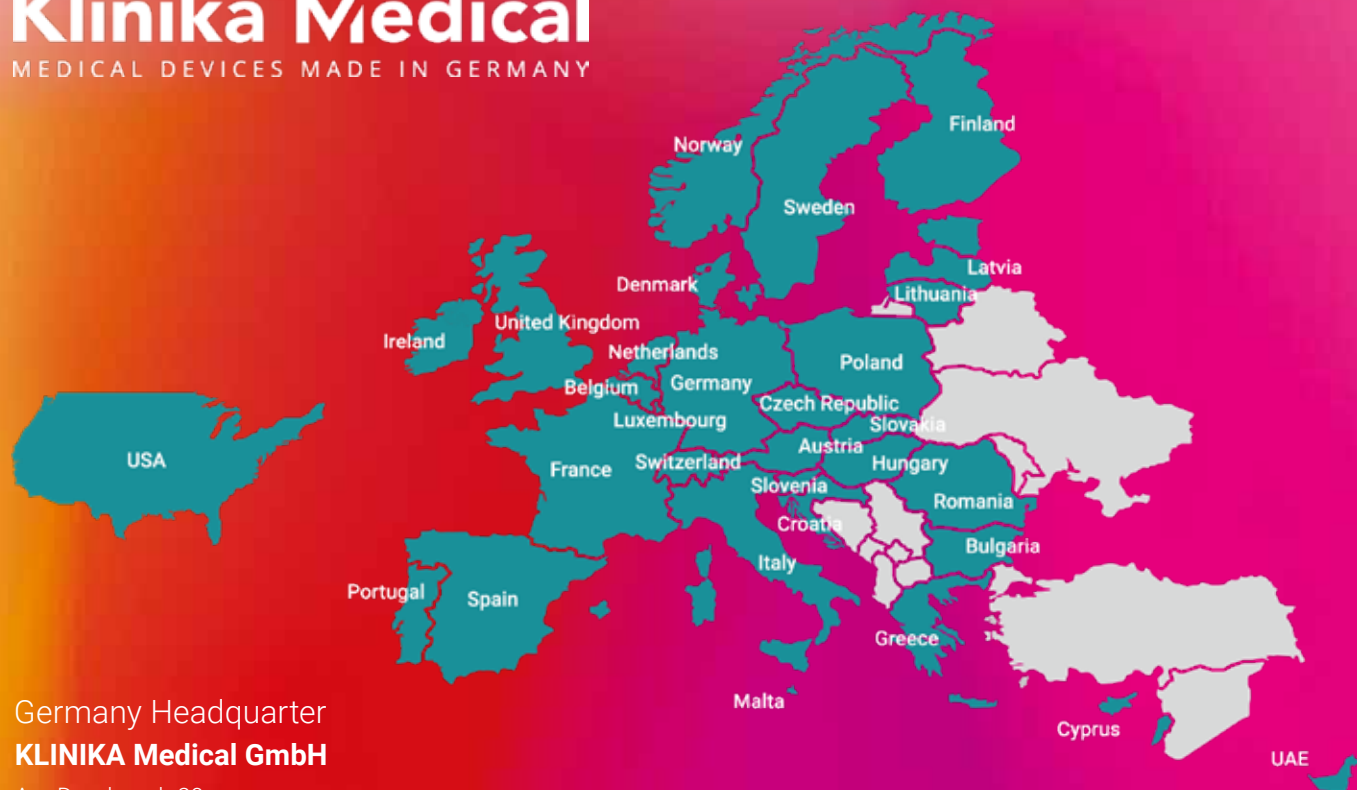 Klinika Medical
MEDICAL DEVICES MADE IN GERMANY
Finland
Norway
Sweden
Latvia
Denmark
Lithuania
United Kingdom
Ireland
Netherlands
Poland
Germany
Belgium
Czech Republic
Luxembourg
Slovakia
Austria
USA
Switzerland
Hungary
France
Slovenia
Romania
Croatia
Bulgaria
Italy
Portugal
Spain
Greece
Malta
Germany Headquarter
Cyprus
KLINIKA Medical GmbH
UAE